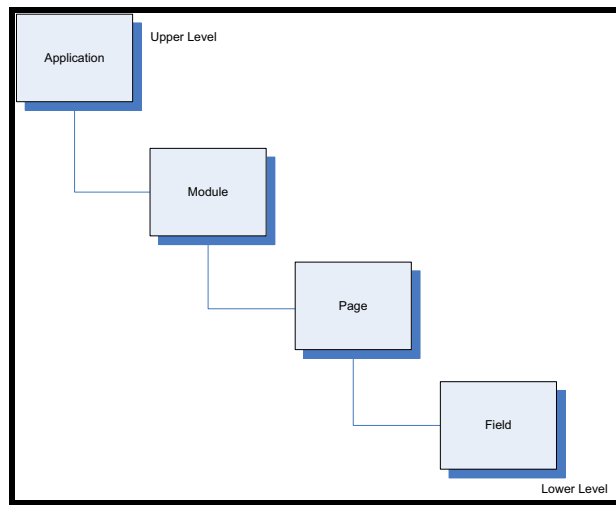 Application
Upper Level
Module
Page
Field
Lower Level